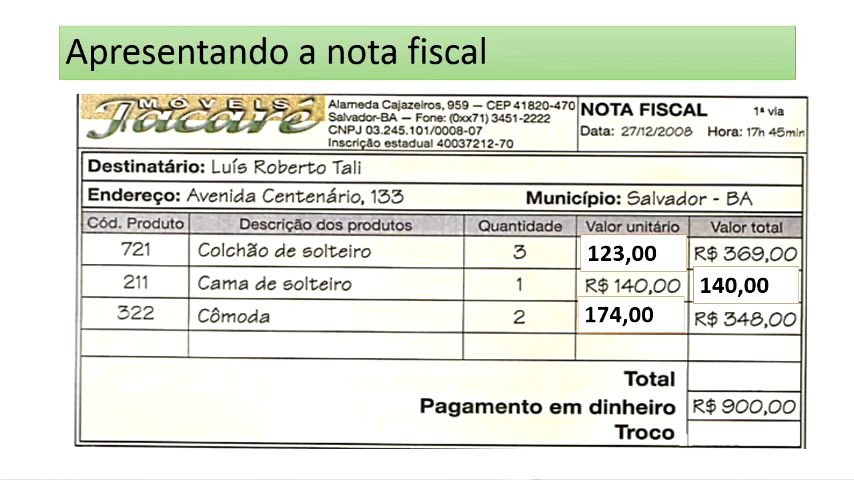 Apresentando a nota fiscal
MÓVEIS
Jacaré
Alameda Cajazeiros, 959 — CEP 41820-470
Salvador-BA — Fone: (0xx71) 3451-2222
CNPJ 03.245.101/0008-07
Inscrição estadual 40037212-70
NOTA FISCAL 1ª via
Data: 27/12/2008 Hora: 17h 45min
Destinatário: Luís Roberto Tali
Endereço: Avenida Centenário, 133 Município: Salvador - BA
Cód. Produto Descrição dos produtos Quantidade Valor unitário Valor total
721 Colchão de solteiro 3 123,00 R$ 369,00
211 Cama de solteiro 1 R$ 140,00 140,00
322 Cômoda 2 174,00 R$ 348,00
Total
Pagamento em dinheiro R$ 900,00
Troco